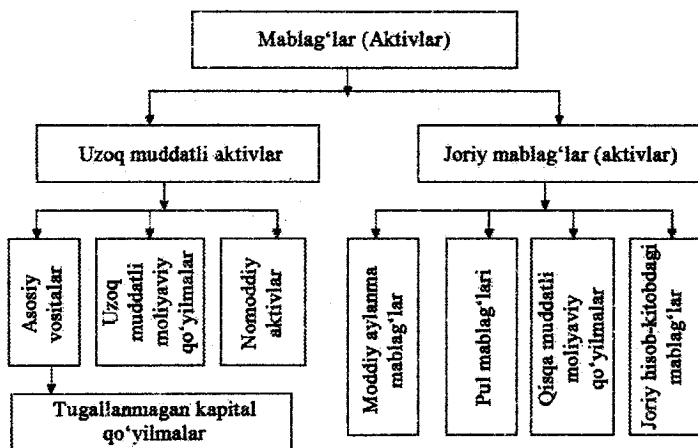 Mablag‘lar (Aktivlar)
Uzoq muddatli aktivlar
Joriy mablag‘lar (aktivlar)
Asosiy
vositalar
Uzoq
muddatli
moliyaviy
qo‘yilmalar
Nomoddiy
aktivlar
Moddiy aylanma
mablag‘lar
Pul mablag‘lari
Qisqa muddatli
moliyaviy
qo‘yilmalar
Joriy hisob-kitobdagi
mablag‘lar
Tugallanmagan kapital
qo‘yilmalar